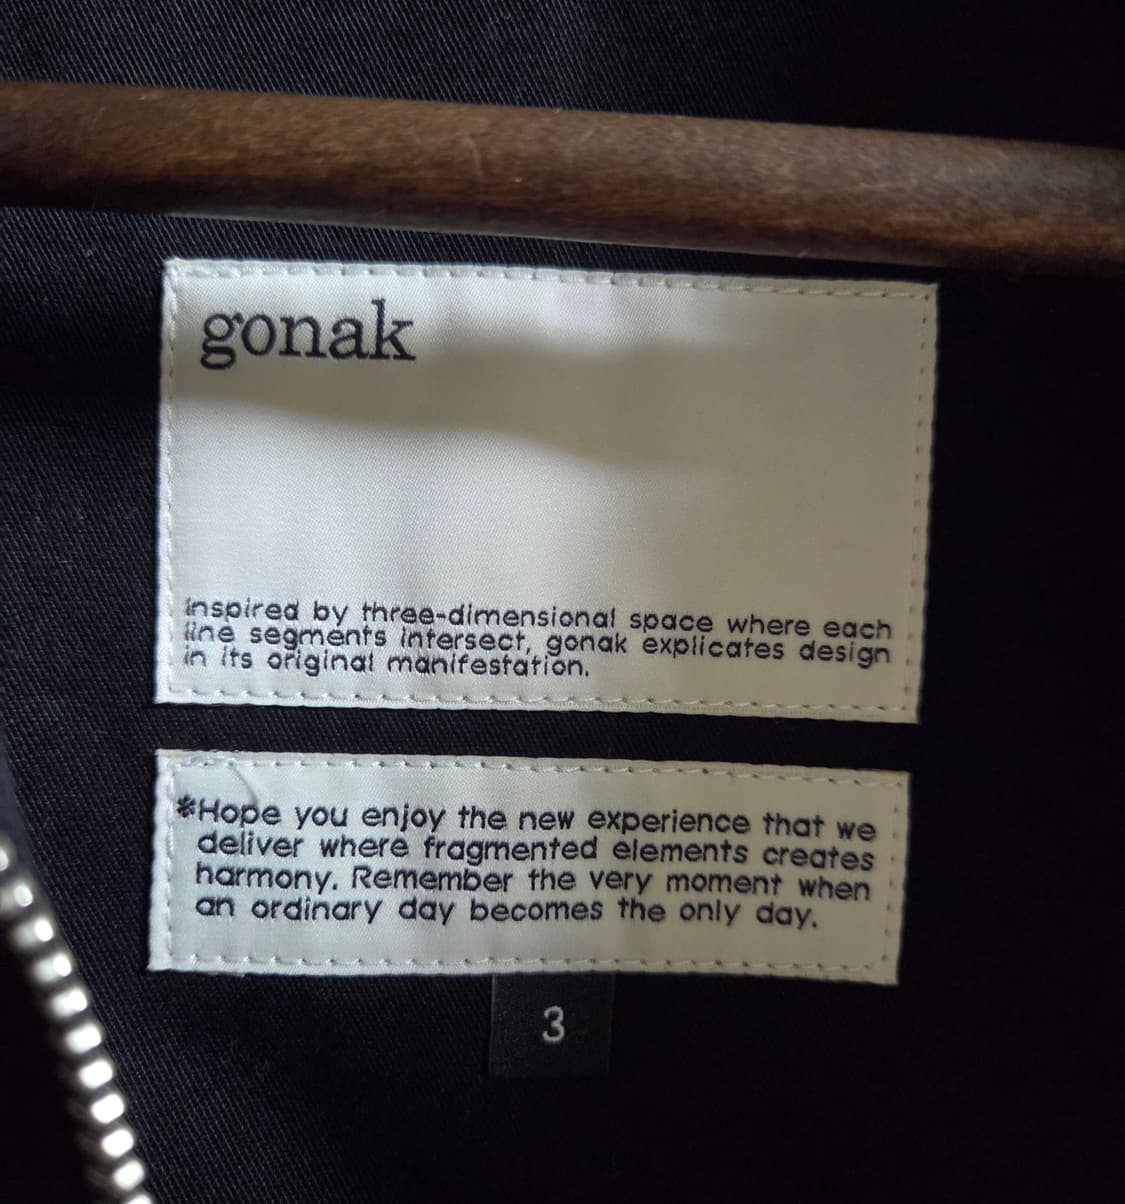 gonak
inspired by three-dimensional space where each
line segments intersect, gonak explicates design
in its original manifestation.
*Hope you enjoy the new experience that we
deliver where fragmented elements creates
harmony. Remember the very moment when
an ordinary day becomes the only day.
3